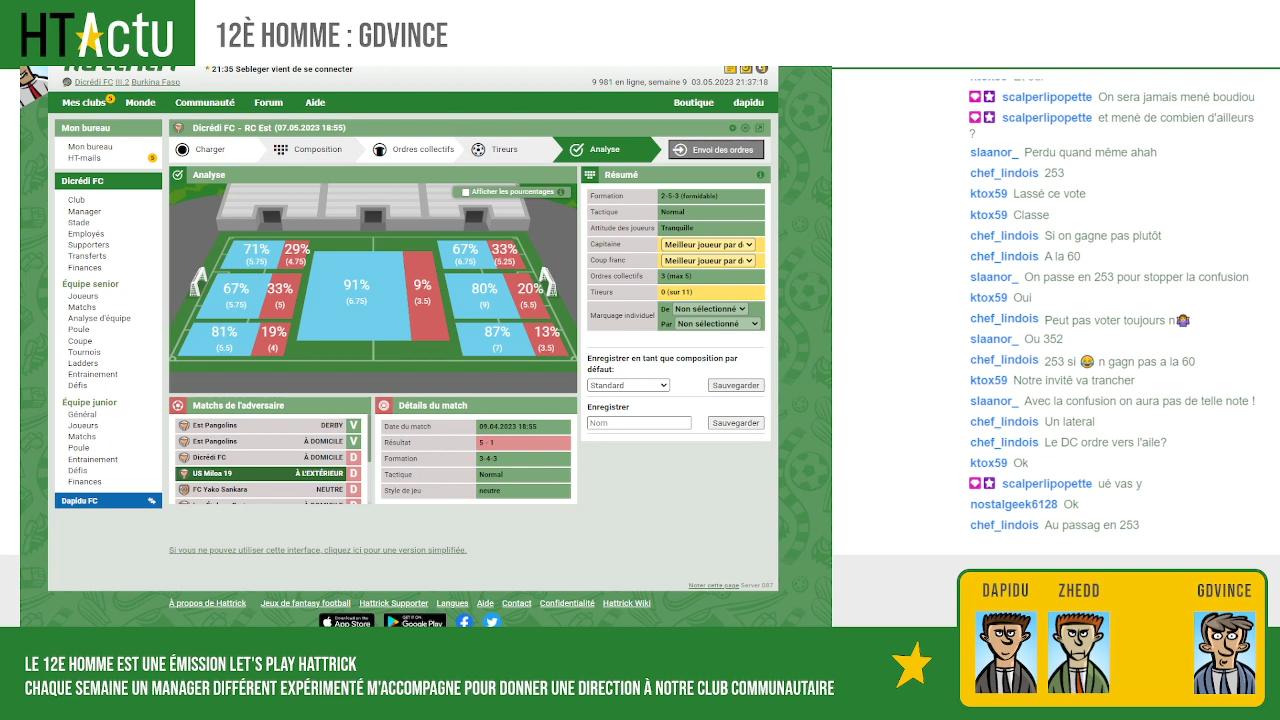 HTActu
12È HOMME : GDVINCE
21:35 Sebleger vient de se connecter
Dicrédi FC III.2 Burkina Faso
9 981 en ligne, semaine 9 03.05.2023 21:37:18
Mes clubs 5 Monde Communauté Forum Aide Boutique dapidu
Mon bureau
Mon bureau
HT-mails 5
Dicrédi FC
Club
Manager
Stade
Employés
Supporters
Transferts
Finances
Équipe senior
Joueurs
Matchs
Analyse d'équipe
Poule
Coupe
Tournois
Ladders
Entrainement
Défis
Équipe junior
Général
Joueurs
Matchs
Poule
Entrainement
Défis
Finances
Dapidu FC
Dicrédi FC - RC Est (07.05.2023 18:55)
Charger Composition Ordres collectifs Tireurs Analyse Envoi des ordres
Analyse
Afficher les pourcentages
71% 29% 67% 33%
(5.75) (4.75) (6.75) (5.25)
67% 33% 91% 9% 80% 20%
(5.75) (5) (6.75) (3.5) (9) (5.5)
81% 19% 87% 13%
(5.5) (4) (7) (3.5)
Matchs de l'adversaire
Est Pangolins DERBY V
Est Pangolins À DOMICILE V
Dicrédi FC À DOMICILE D
US Miloa 19 À L'EXTÉRIEUR D
FC Yako Sankara NEUTRE D
Détails du match
Date du match 09.04.2023 18:55
Résultat 5 - 1
Formation 3-4-3
Tactique Normal
Style de jeu neutre
Résumé
Formation 2-5-3 (formidable)
Tactique Normal
Attitude des joueurs Tranquille
Capitaine Meilleur joueur par d
Coup franc Meilleur joueur par d
Ordres collectifs 3 (max 5)
Tireurs 0 (sur 11)
Marquage individuel De Non sélectionné
Par Non sélectionné
Enregistrer en tant que composition par
défaut:
Standard Sauvegarder
Enregistrer
Nom Sauvegarder
Si vous ne pouvez utiliser cette interface, cliquez ici pour une version simplifiée.
Noter cette page Server 087
À propos de Hattrick Jeux de fantasy football Hattrick Supporter Langues Aide Contact Confidentialité Hattrick Wiki
App Store
Google Play
scalperlipopette On sera jamais mené boudiou
scalperlipopette et mené de combien d'ailleurs
?
slaanor_ Perdu quand même ahah
chef_lindois 253
ktox59 Lassé ce vote
ktox59 Classe
chef_lindois Si on gagne pas plutôt
chef_lindois A la 60
slaanor_ On passe en 253 pour stopper la confusion
ktox59 Oui
chef_lindois Peut pas voter toujours n🤷
slaanor_ Ou 352
chef_lindois 253 si 😂 n gagn pas a la 60
ktox59 Notre invité va trancher
slaanor_ Avec la confusion on aura pas de telle note !
chef_lindois Un lateral
chef_lindois Le DC ordre vers l'aile?
ktox59 Ok
scalperlipopette ué vas y
nostalgeek6128 Ok
chef_lindois Au passag en 253
DAPIDU ZHEDD GDVINCE
LE 12E HOMME EST UNE ÉMISSION LET'S PLAY HATTRICK
CHAQUE SEMAINE UN MANAGER DIFFÉRENT EXPÉRIMENTÉ M'ACCOMPAGNE POUR DONNER UNE DIRECTION À NOTRE CLUB COMMUNAUTAIRE